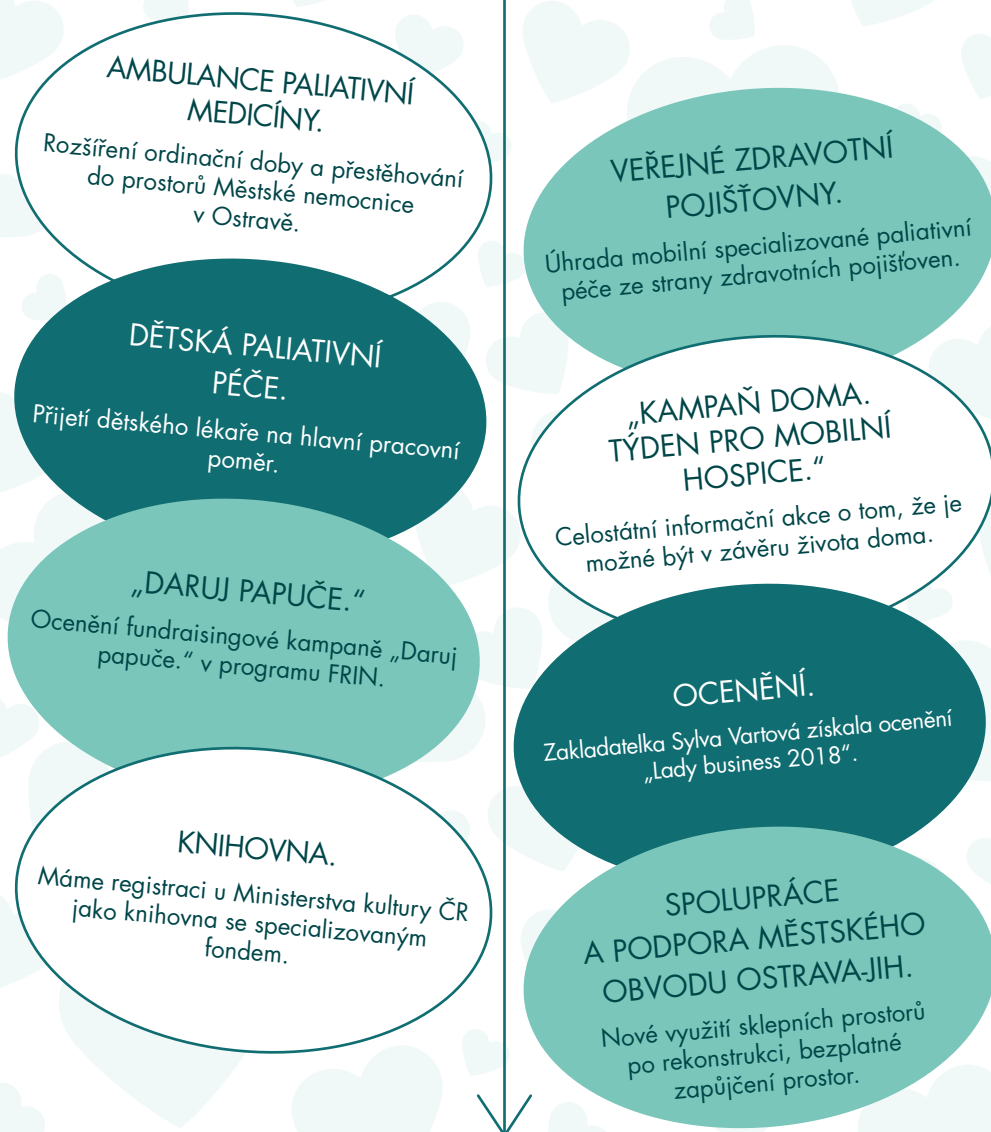 AMBULANCE PALIATIVNÍ
MEDICÍNY.
Rozšíření ordinační doby a přestěhování
do prostorů Městské nemocnice
v Ostravě.
DĚTSKÁ PALIATIVNÍ
PÉČE.
Přijetí dětského lékaře na hlavní pracovní
poměr.
„DARUJ PAPUČE.“
Ocenění fundraisingové kampaně „Daruj
papuče.“ v programu FRIN.
KNIHOVNA.
Máme registraci u Ministerstva kultury ČR
jako knihovna se specializovaným
fondem.
VEŘEJNÉ ZDRAVOTNÍ
POJIŠŤOVNY.
Úhrada mobilní specializované paliativní
péče ze strany zdravotních pojišťoven.
„KAMPAŇ DOMA.
TÝDEN PRO MOBILNÍ
HOSPICE.“
Celostátní informační akce o tom, že je
možné být v závěru života doma.
OCENĚNÍ.
Zakladatelka Sylva Vartová získala ocenění
„Lady business 2018“.
SPOLUPRÁCE
A PODPORA MĚSTSKÉHO
OBVODU OSTRAVA-JIH.
Nové využití sklepních prostorů
po rekonstrukci, bezplatné
zapůjčení prostor.